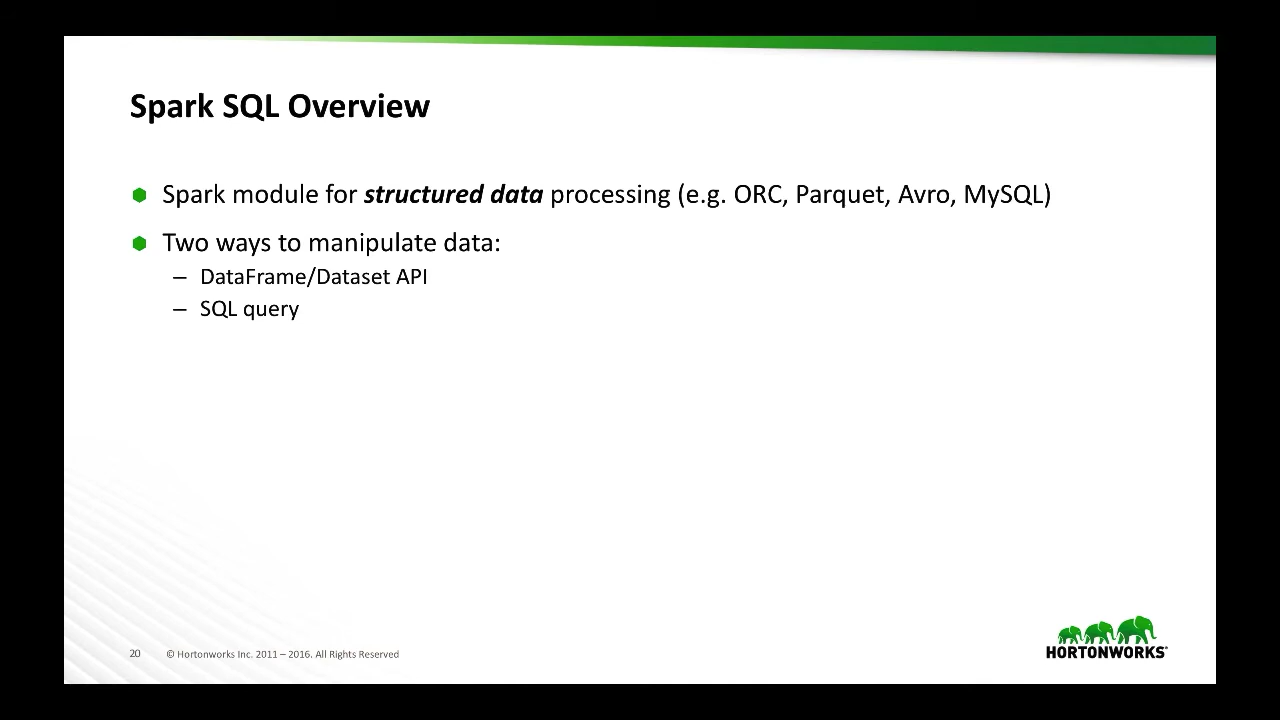 Spark SQL Overview
Spark module for structured data processing (e.g. ORC, Parquet, Avro, MySQL)
Two ways to manipulate data:
– DataFrame/Dataset API
– SQL query
20 © Hortonworks Inc. 2011 – 2016. All Rights Reserved
HORTONWORKS